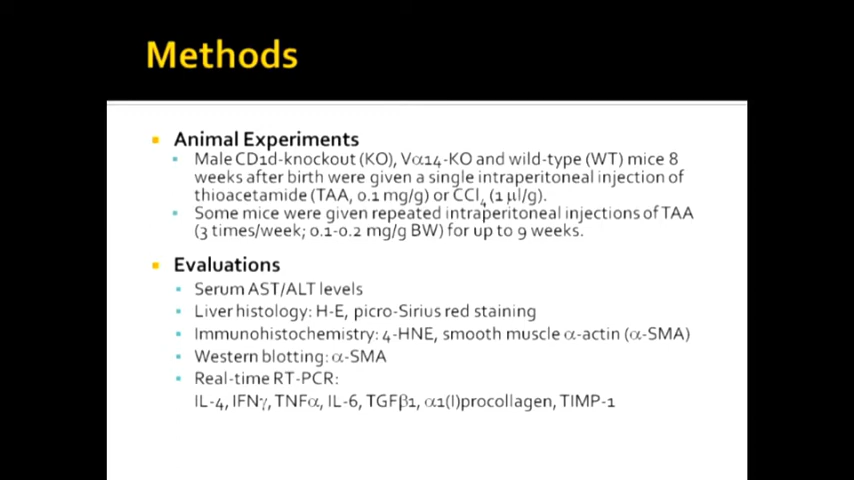 Methods
Animal Experiments
Male CD1d-knockout (KO), Vα14-KO and wild-type (WT) mice 8
weeks after birth were given a single intraperitoneal injection of
thioacetamide (TAA, 0.1 mg/g) or CCl4 (1 μl/g).
Some mice were given repeated intraperitoneal injections of TAA
(3 times/week; 0.1-0.2 mg/g BW) for up to 9 weeks.
Evaluations
Serum AST/ALT levels
Liver histology: H-E, picro-Sirius red staining
Immunohistochemistry: 4-HNE, smooth muscle α-actin (α-SMA)
Western blotting: α-SMA
Real-time RT-PCR:
IL-4, IFNγ, TNFα, IL-6, TGFβ1, α1(I)procollagen, TIMP-1